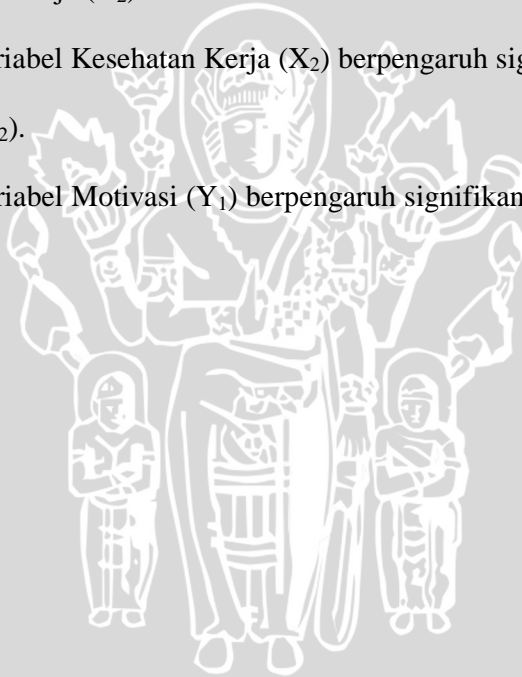 riabel Kesehatan Kerja (X₂) berpengaruh sig
₂).
riabel Motivasi (Y₁) berpengaruh signifikan